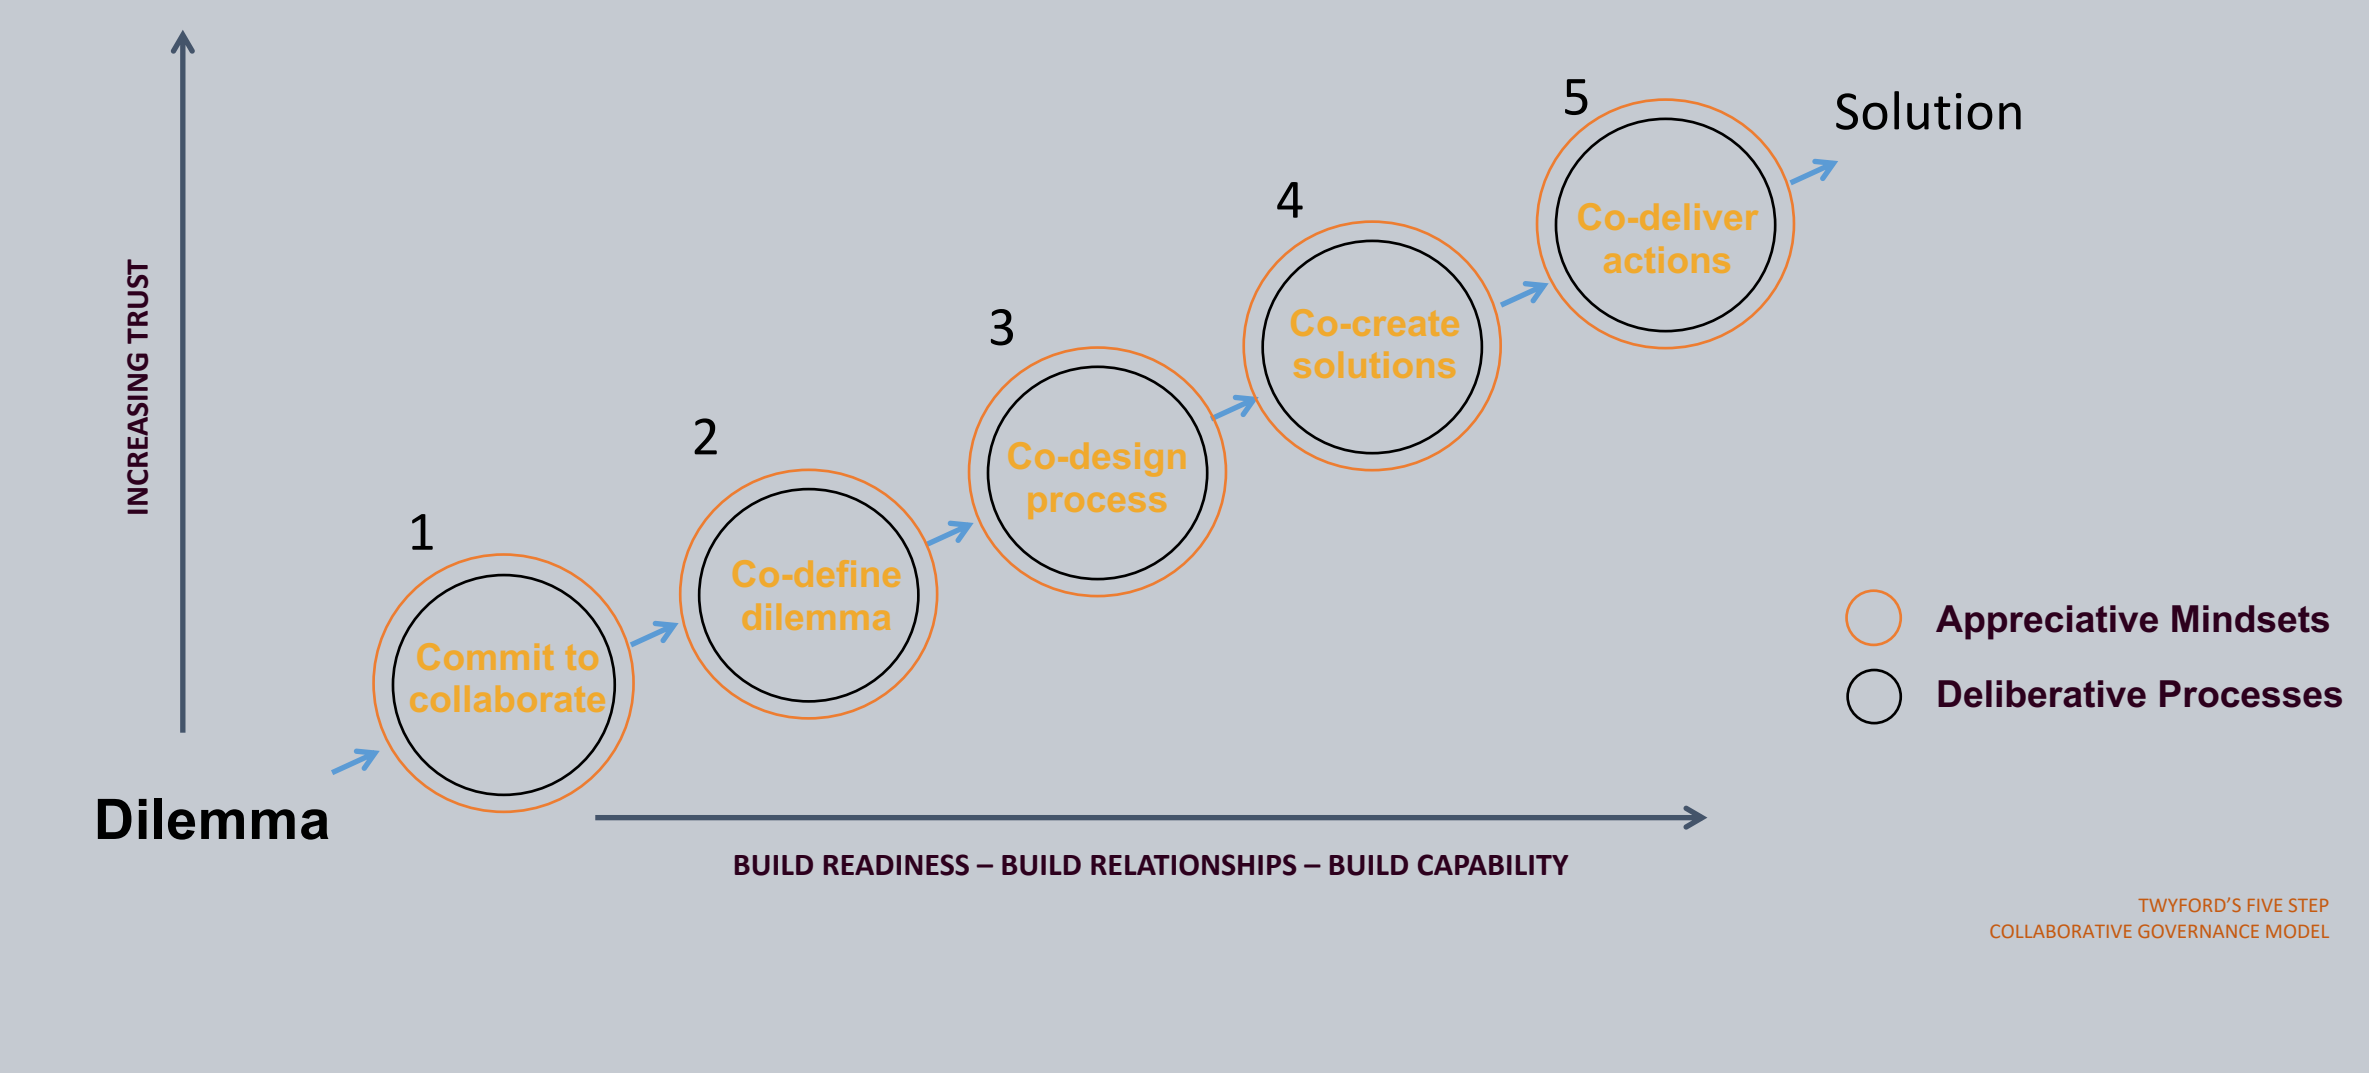 5
Solution
Co-deliver
actions
4
Co-create
solutions
3
Co-design
process
2
Co-define
dilemma
1
Commit to
collaborate
INCREASING TRUST
Dilemma
BUILD READINESS – BUILD RELATIONSHIPS – BUILD CAPABILITY
Appreciative Mindsets
Deliberative Processes
TWYFORD’S FIVE STEP
COLLABORATIVE GOVERNANCE MODEL